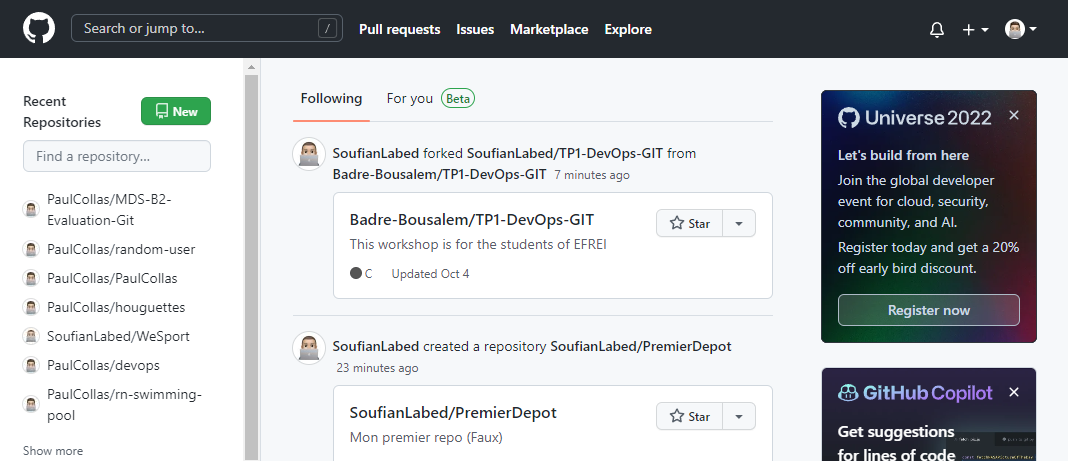 Search or jump to...
/
Pull requests
Issues
Marketplace
Explore
Recent
Repositories
New
Find a repository...
PaulCollas/MDS-B2-
Evaluation-Git
PaulCollas/random-user
PaulCollas/PaulCollas
PaulCollas/houguettes
SoufianLabed/WeSport
PaulCollas/devops
PaulCollas/rn-swimming-
pool
Show more
Following
For you
Beta
SoufianLabed forked SoufianLabed/TP1-DevOps-GIT from
Badre-Bousalem/TP1-DevOps-GIT 7 minutes ago
Badre-Bousalem/TP1-DevOps-GIT
Star
This workshop is for the students of EFREI
C
Updated Oct 4
SoufianLabed created a repository SoufianLabed/PremierDepot
23 minutes ago
SoufianLabed/PremierDepot
Star
Mon premier repo (Faux)
Universe 2022
Let's build from here
Join the global developer
event for cloud, security,
community, and AI.
Register today and get a 20%
off early bird discount.
Register now
GitHub Copilot
Get suggestions
for lines of code